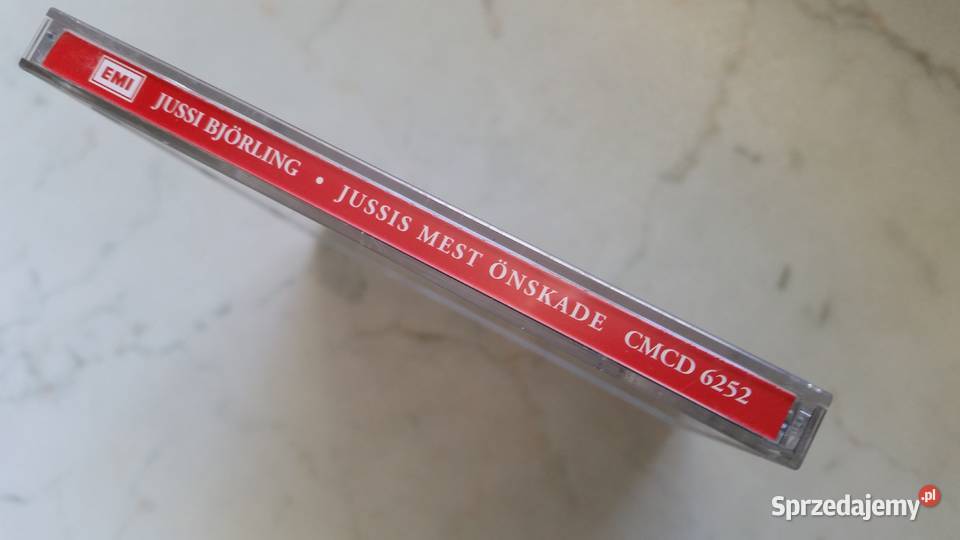 EMI JUSSI BJÖRLING • JUSSIS MEST ÖNSKADE CMCD 6252
Sprzedajemy.pl